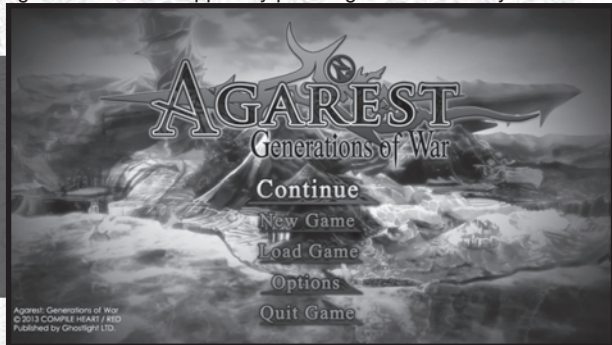 AGAREST
Generations of War
Continue
New Game
Load Game
Options
Quit Game
Agarest: Generations of War
© 2013 COMPILE HEART / RED
Published by Ghostlight LTD.